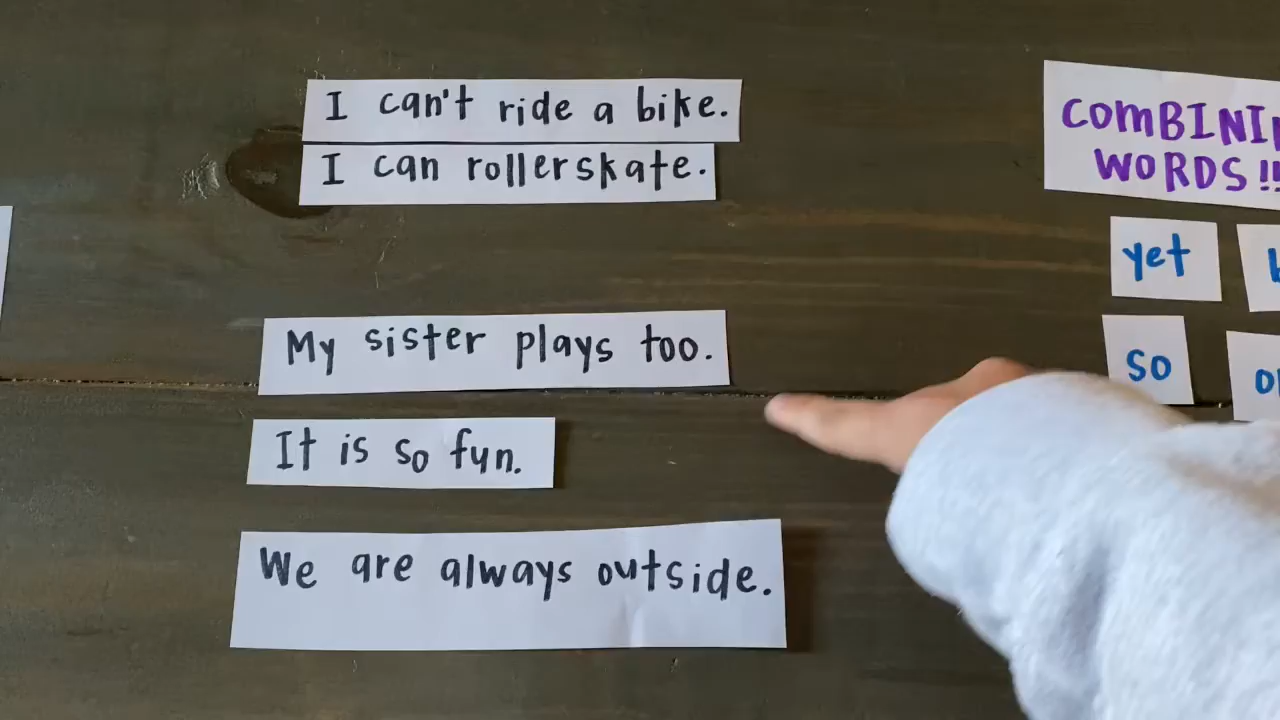 I can't ride a bike.
I can rollerskate.
My sister plays too.
It is so fun.
We are always outside.
WORDS!!
yet
so